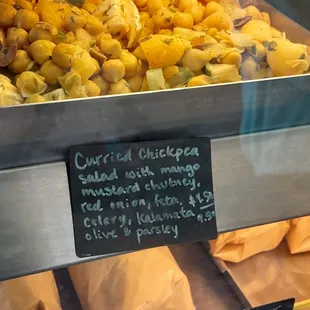 Curried Chickpea
salad with mango
mustard chutney,
red onion, feta,
Celery, Kalamata
olive & parsley